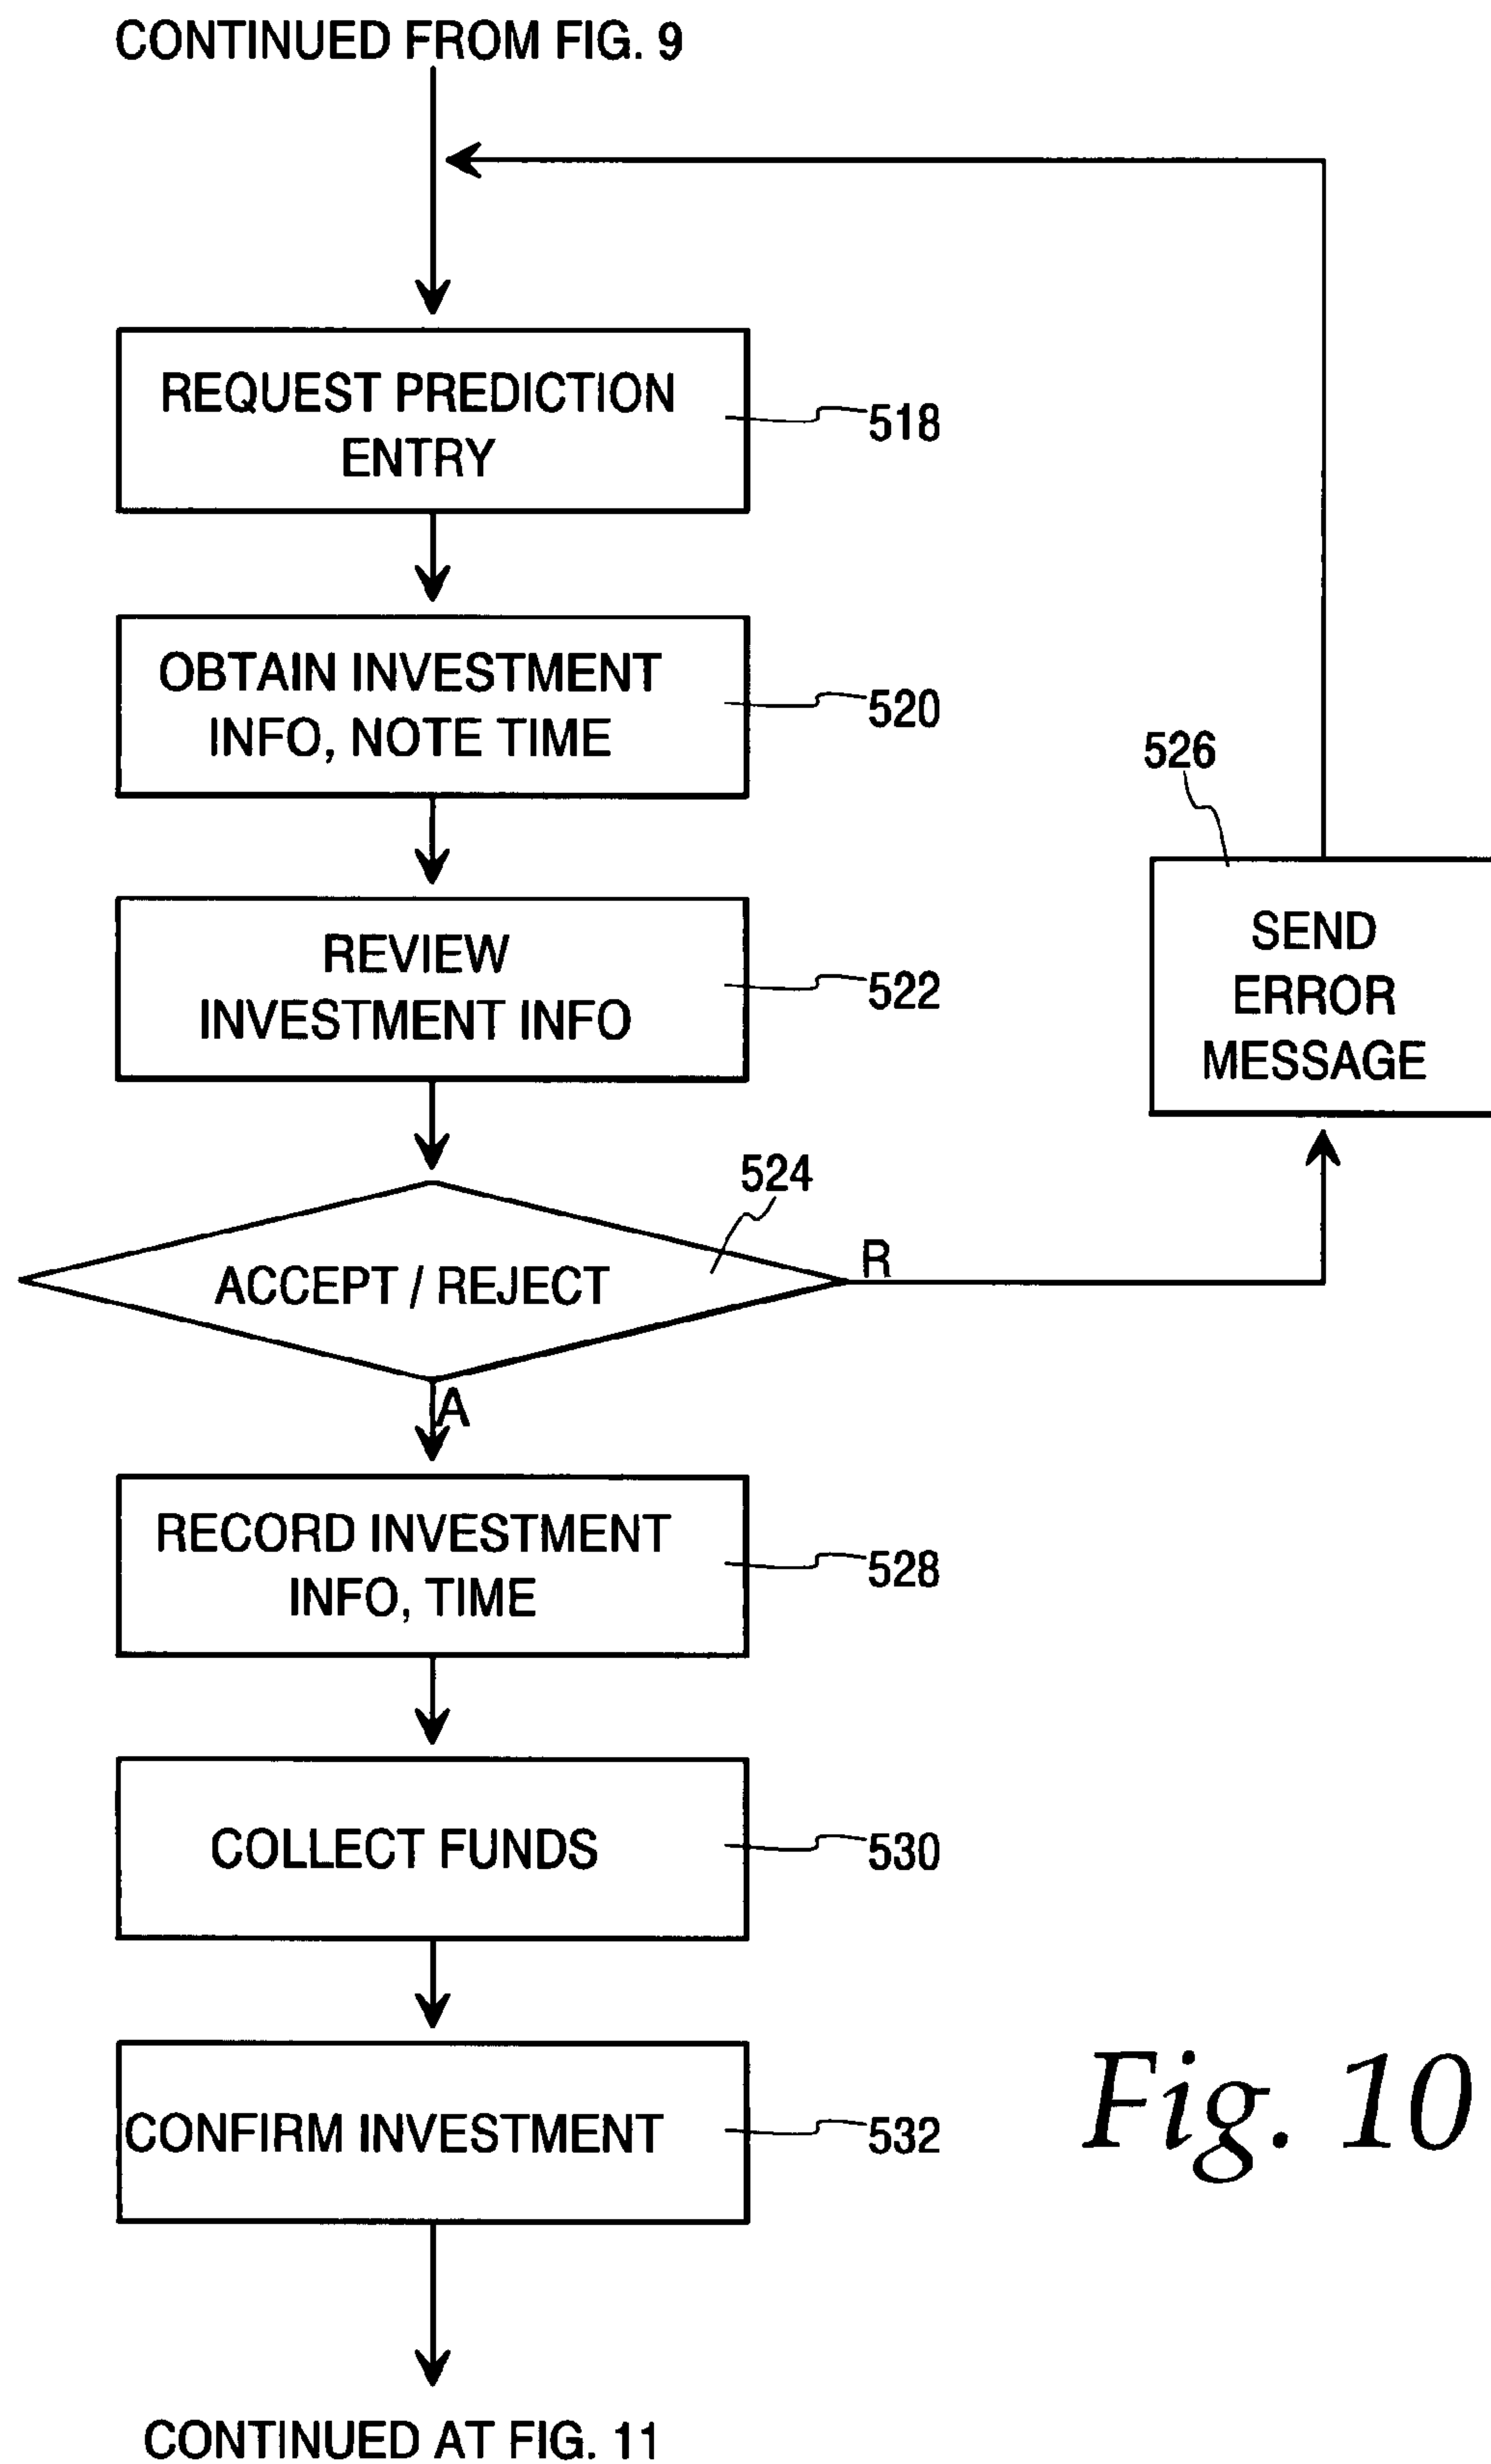 CONTINUED FROM FIG. 9
REQUEST PREDICTION
ENTRY
518
OBTAIN INVESTMENT
INFO, NOTE TIME
520
526
REVIEW
INVESTMENT INFO
522
SEND
ERROR
MESSAGE
524
ACCEPT / REJECT
R
A
RECORD INVESTMENT
INFO, TIME
528
COLLECT FUNDS
530
CONFIRM INVESTMENT
532
Fig. 10
CONTINUED AT FIG. 11